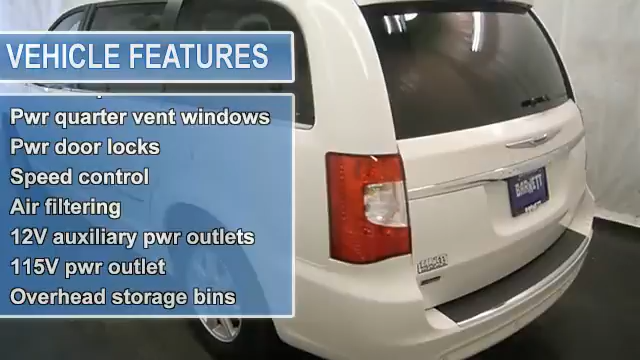 VEHICLE FEATURES
Pwr quarter vent windows
Pwr door locks
Speed control
Air filtering
12V auxiliary pwr outlets
115V pwr outlet
Overhead storage bins
BARNETT